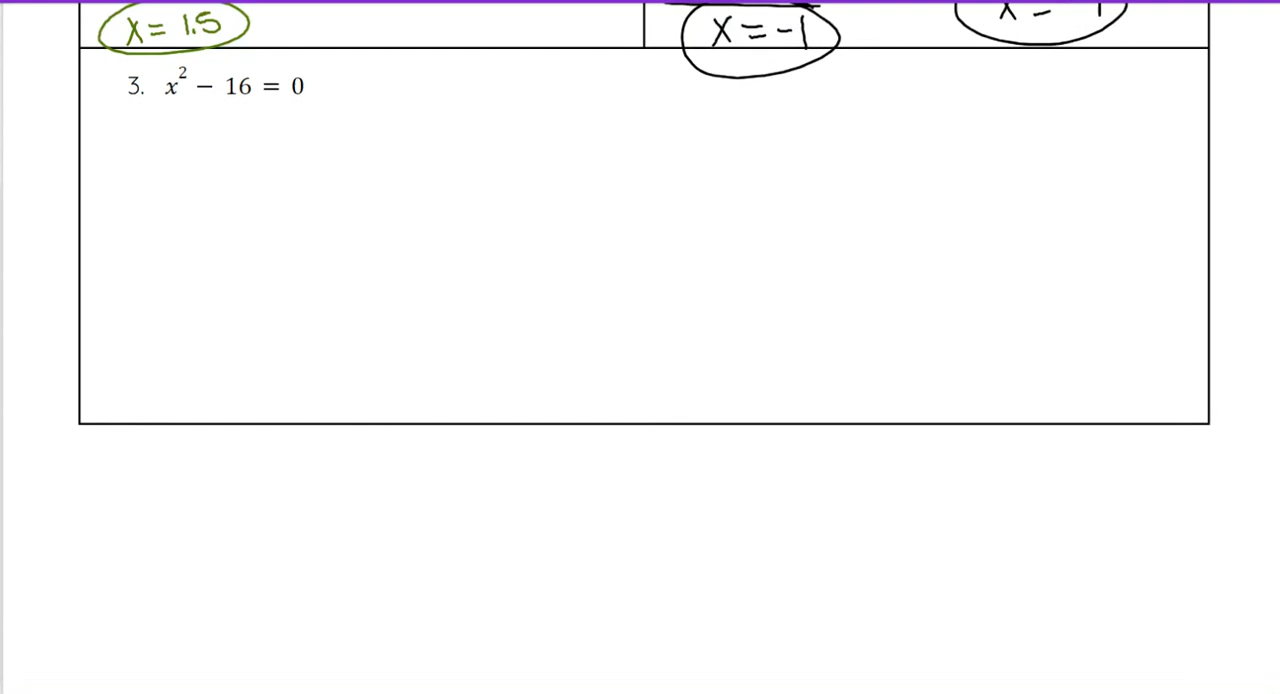 x = 1.5
x = -1
3. x² − 16 = 0